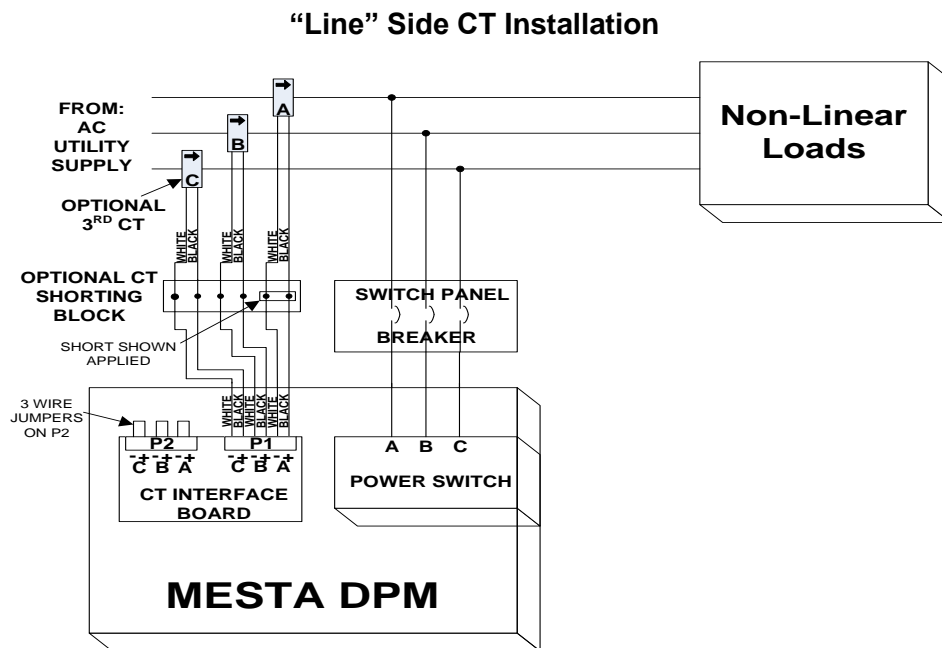 “Line” Side CT Installation
FROM:
AC
UTILITY
SUPPLY
A
B
C
OPTIONAL
3RD CT
Non-Linear
Loads
WHITE
BLACK
WHITE
BLACK
WHITE
BLACK
OPTIONAL CT
SHORTING
BLOCK
SHORT SHOWN
APPLIED
SWITCH PANEL
BREAKER
3 WIRE
JUMPERS
ON P2
WHITE
BLACK
WHITE
BLACK
WHITE
BLACK
P2
-+ -+ -+
C B A
P1
-+ -+ -+
C B A
CT INTERFACE
BOARD
A B C
POWER SWITCH
MESTA DPM